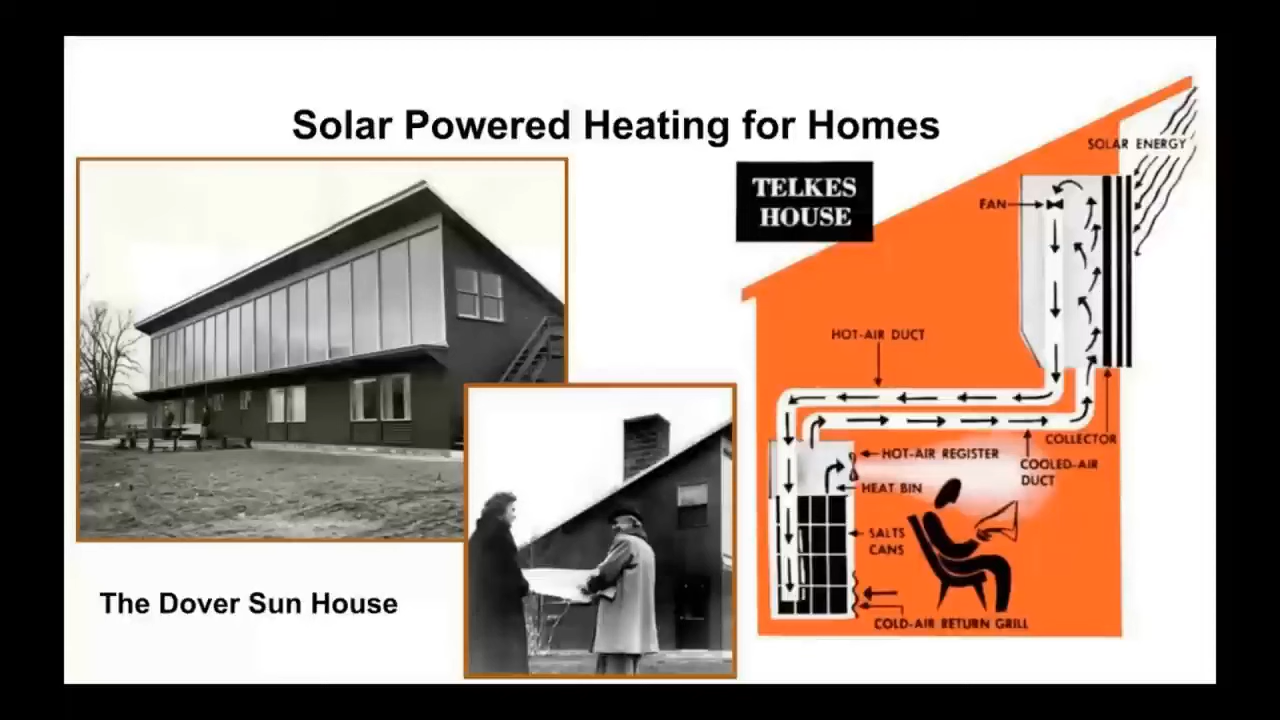 Solar Powered Heating for Homes
TELKES
HOUSE
SOLAR ENERGY
FAN
HOT-AIR DUCT
COLLECTOR
HOT-AIR REGISTER
COOLED-AIR
DUCT
HEAT BIN
SALTS
CANS
COLD-AIR RETURN GRILL
The Dover Sun House